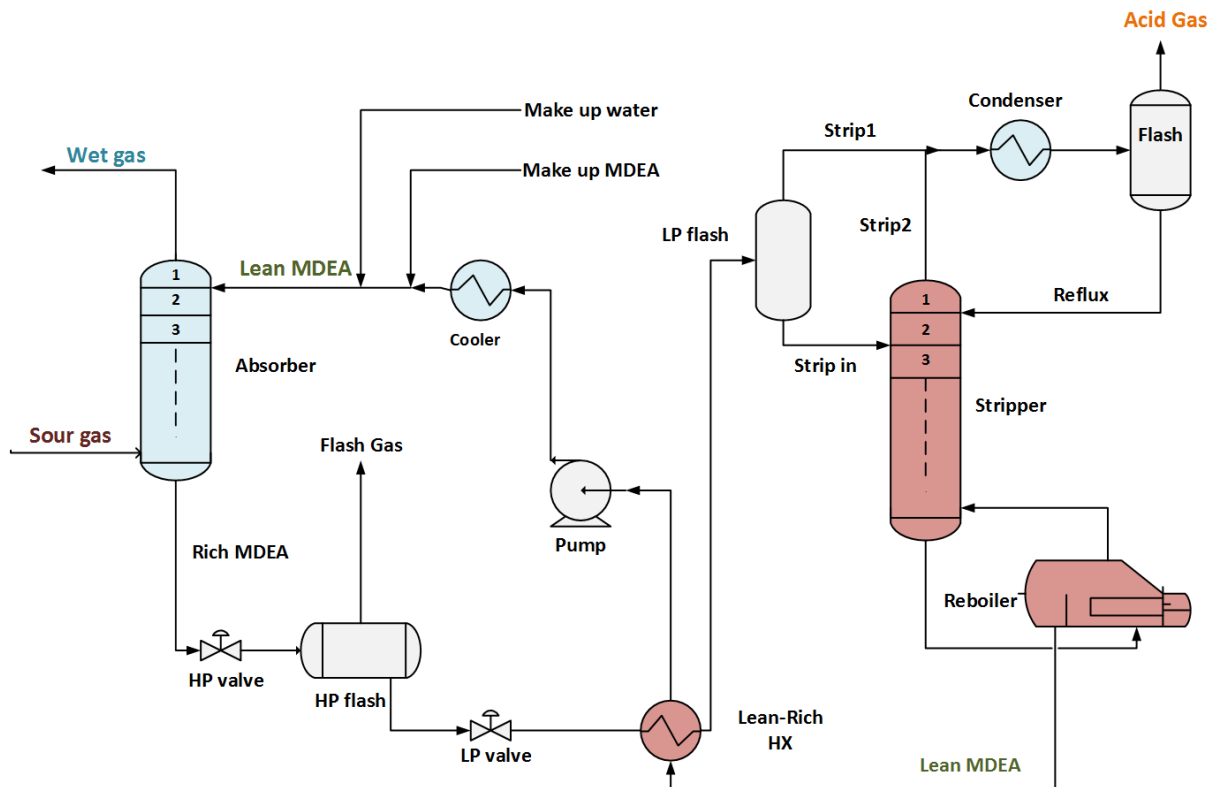 Acid Gas
Condenser
Make up water
Strip1
Flash
Wet gas
Make up MDEA
Strip2
LP flash
Lean MDEA
1
2
3
Reflux
1
2
3
Cooler
Absorber
Strip in
Stripper
Sour gas
Flash Gas
Pump
Rich MDEA
Reboiler
HP valve
HP flash
Lean-Rich
HX
LP valve
Lean MDEA